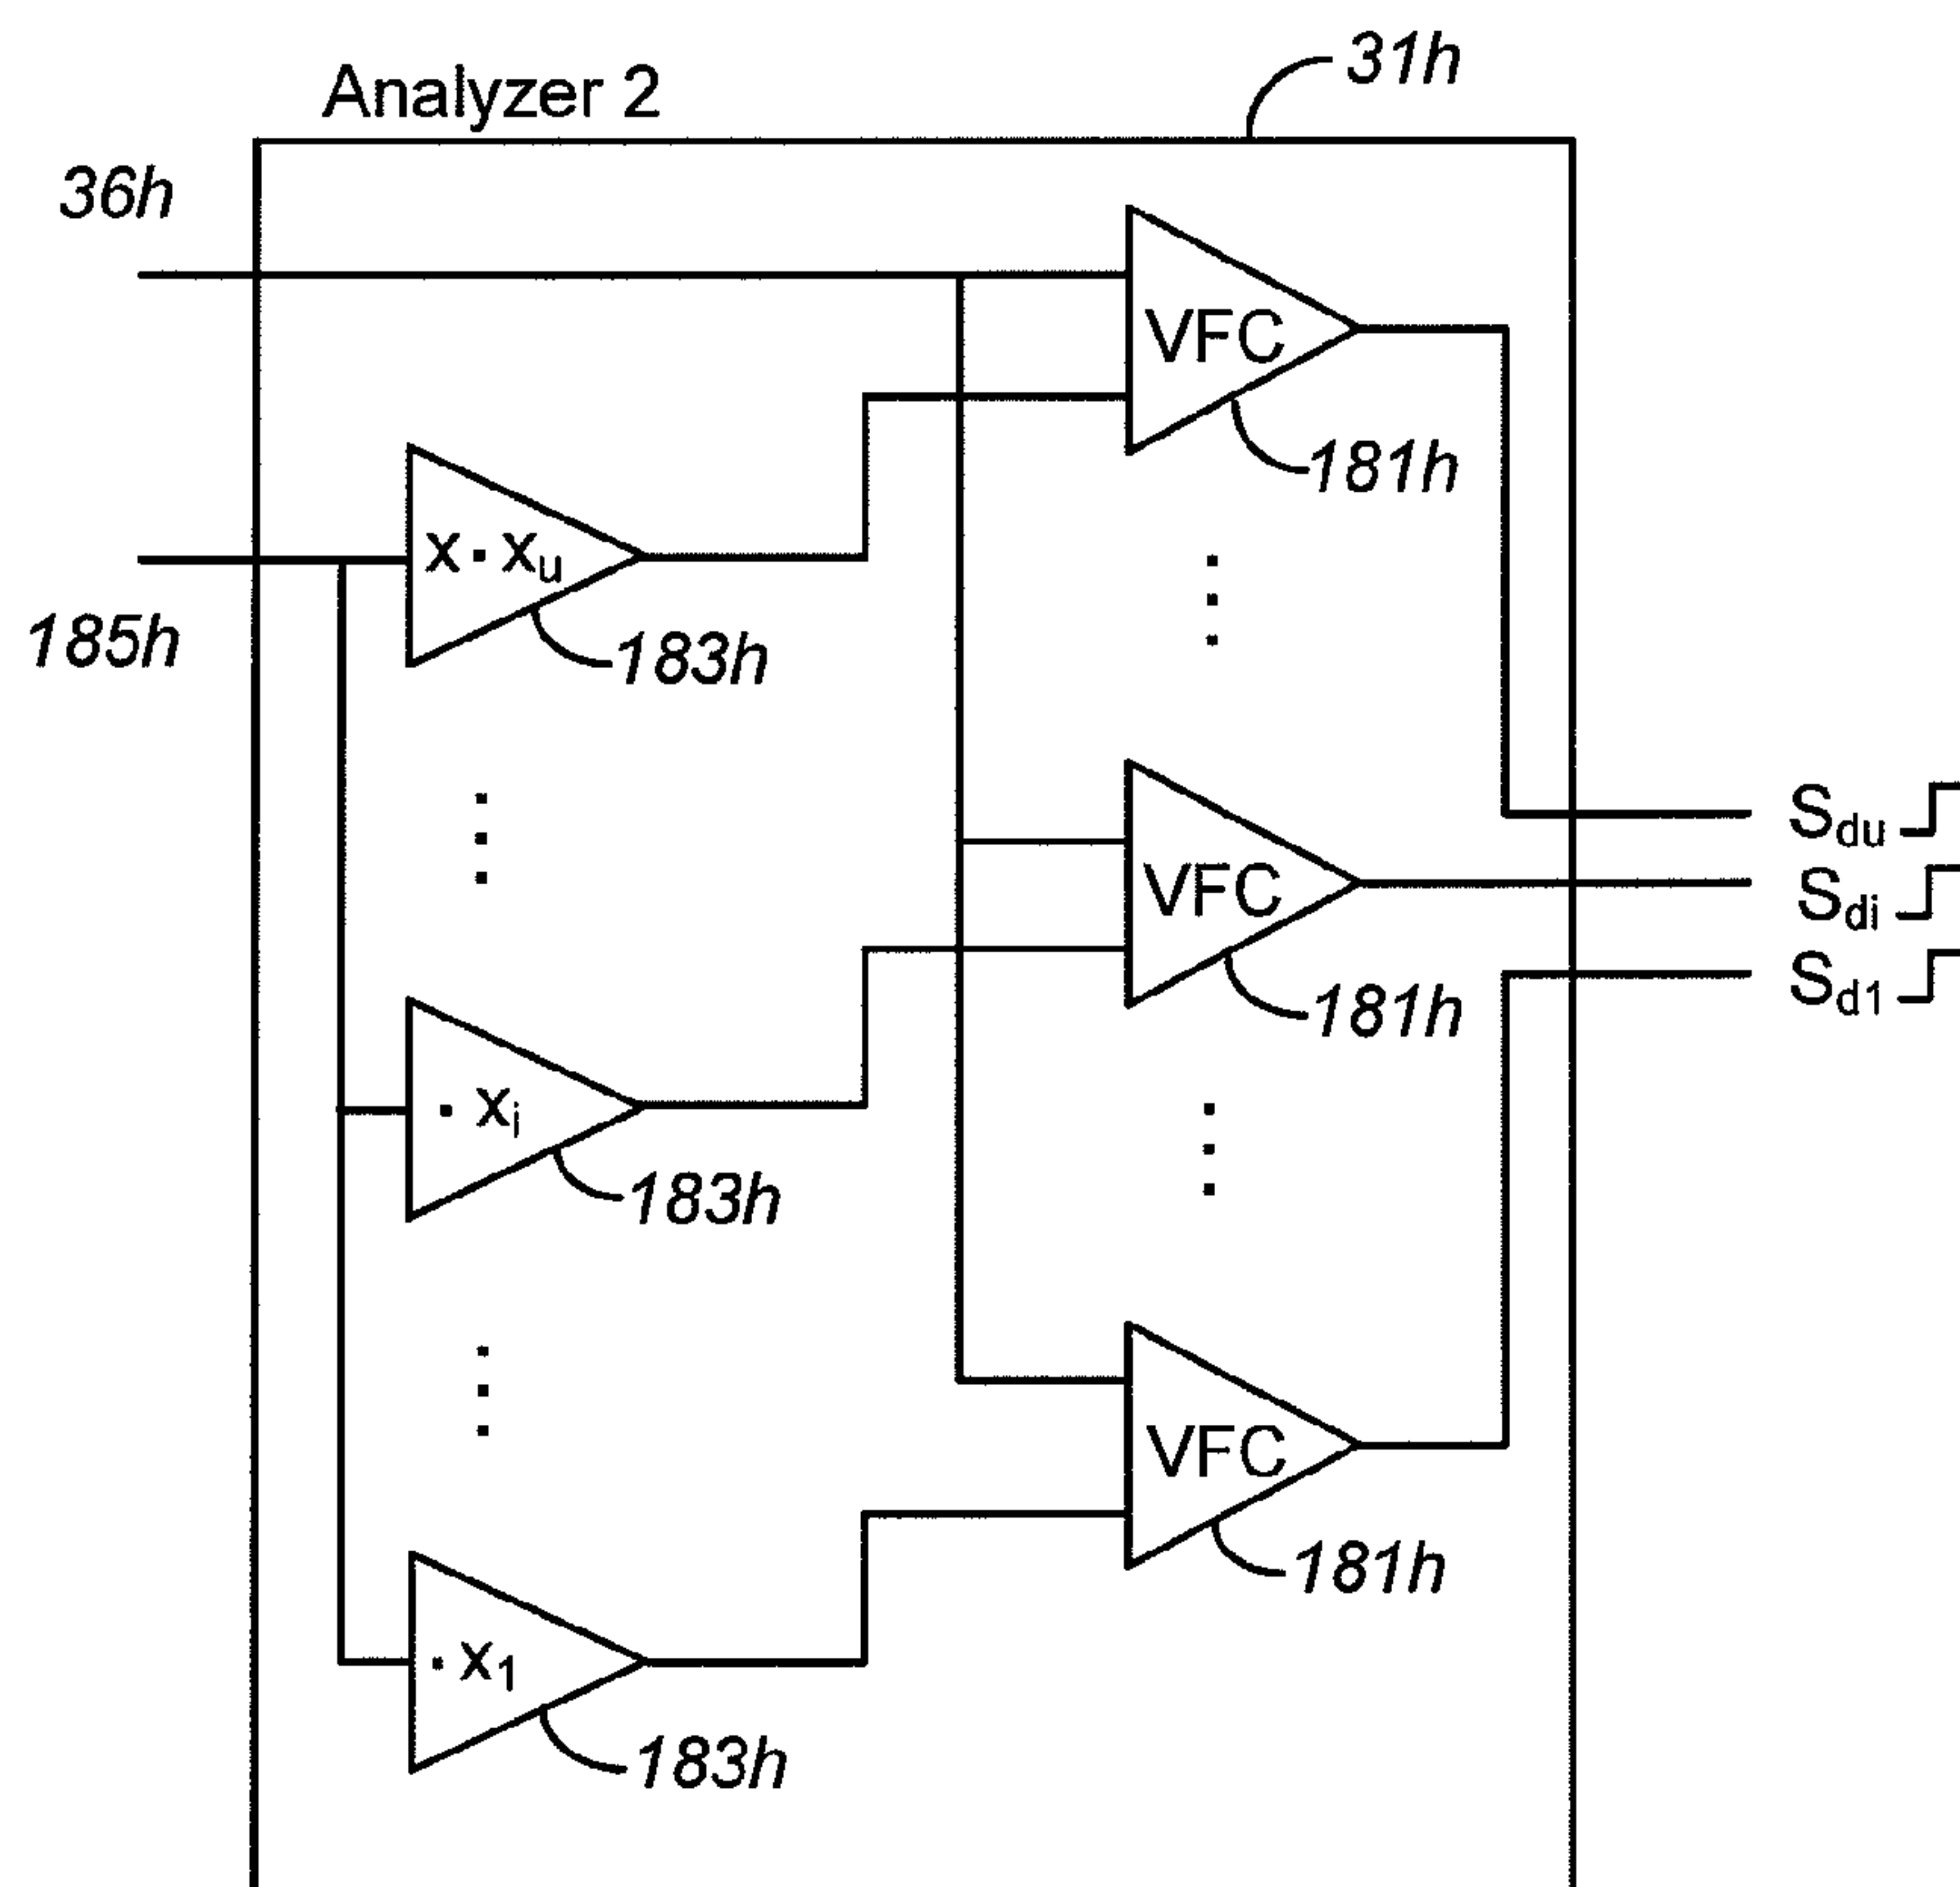 31h
Analyzer 2
36h
VFC
181h
x · xu
185h
183h
Sdu
VFC
Sdi
Sd1
181h
· xi
183h
VFC
181h
· x1
183h